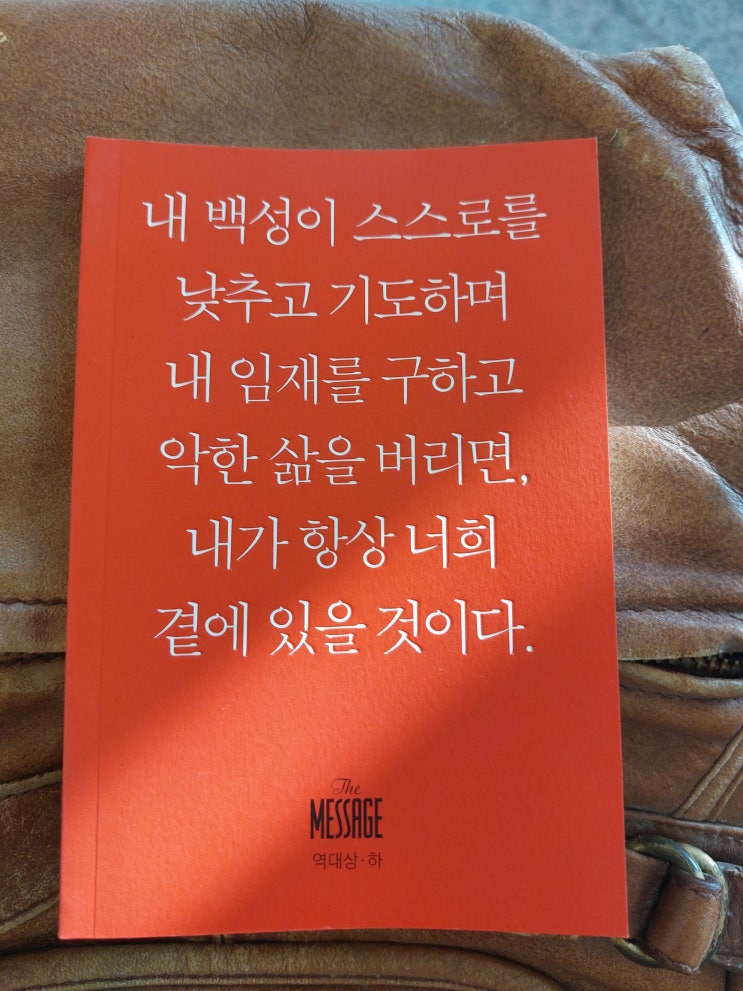 내 백성이 스스로를
낮추고 기도하며
내 임재를 구하고
악한 삶을 버리면,
내가 항상 너희
곁에 있을 것이다.
The
MESSAGE
역대상·하